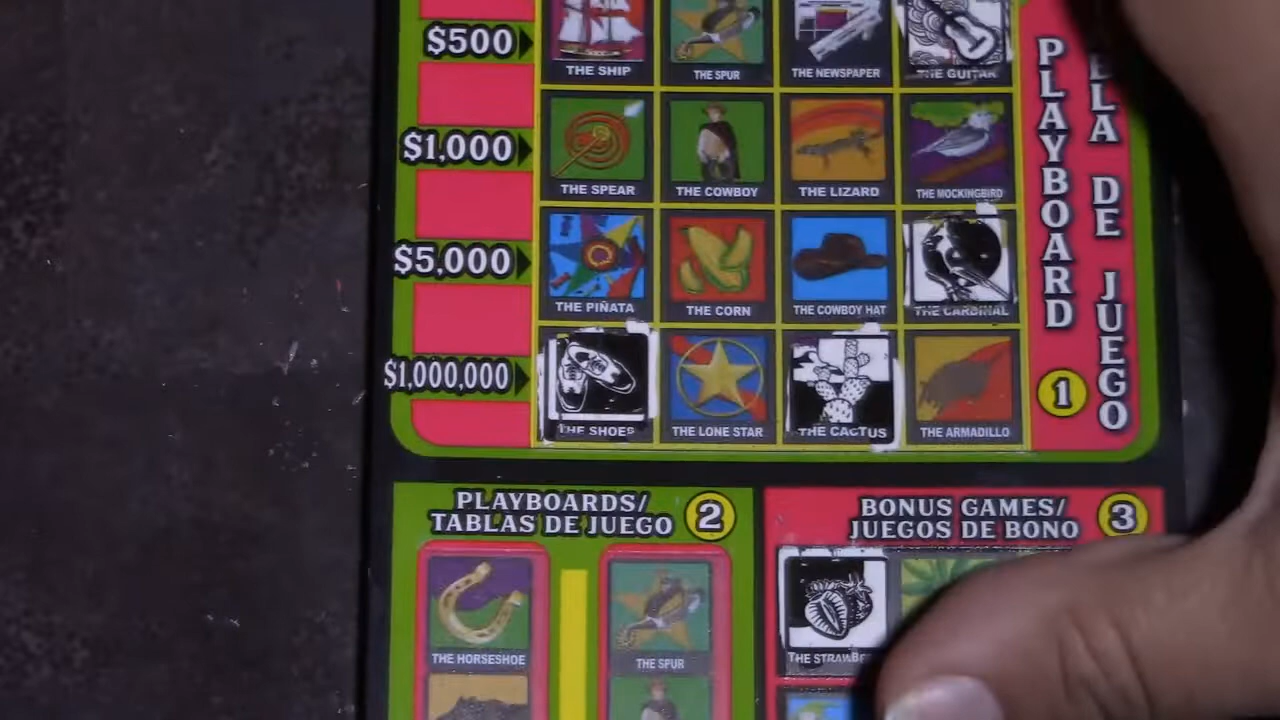 $500
THE SHIP
THE SPUR
THE NEWSPAPER
THE GUITAR
$1,000
THE SPEAR
THE COWBOY
THE LIZARD
THE MOCKINGBIRD
$5,000
THE PIÑATA
THE CORN
THE COWBOY HAT
THE CARDINAL
$1,000,000
THE SHOES
THE LONE STAR
THE CACTUS
THE ARMADILLO
PLAYBOARD
DE JUEGO
1
PLAYBOARDS/
TABLAS DE JUEGO
2
THE HORSESHOE
THE SPUR
BONUS GAMES/
JUEGOS DE BONO
3
THE